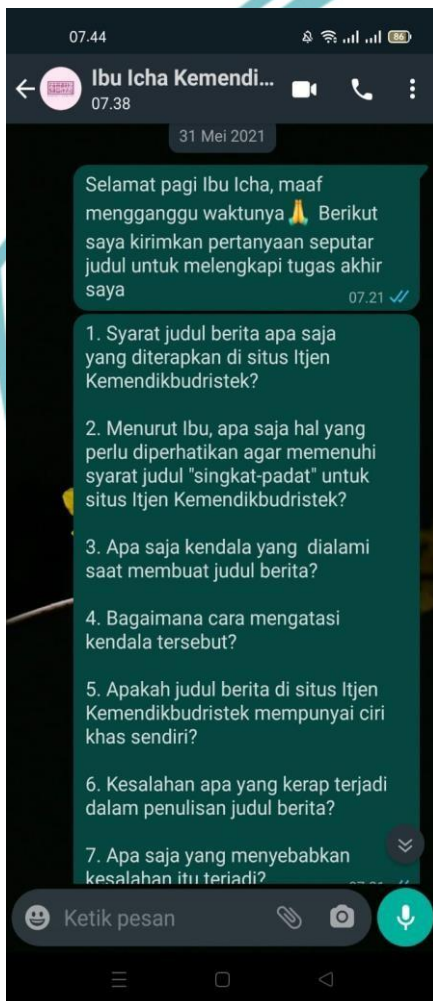 07.44
86
Ibu Icha Kemendi...
07.38
31 Mei 2021
Selamat pagi Ibu Icha, maaf
mengganggu waktunya🙏 Berikut
saya kirimkan pertanyaan seputar
judul untuk melengkapi tugas akhir
saya
07.21
1. Syarat judul berita apa saja
yang diterapkan di situs Itjen
Kemendikbudristek?
2. Menurut Ibu, apa saja hal yang
perlu diperhatikan agar memenuhi
syarat judul "singkat-padat" untuk
situs Itjen Kemendikbudristek?
3. Apa saja kendala yang dialami
saat membuat judul berita?
4. Bagaimana cara mengatasi
kendala tersebut?
5. Apakah judul berita di situs Itjen
Kemendikbudristek mempunyai ciri
khas sendiri?
6. Kesalahan apa yang kerap terjadi
dalam penulisan judul berita?
7. Apa saja yang menyebabkan
kesalahan itu terjadi?
Ketik pesan